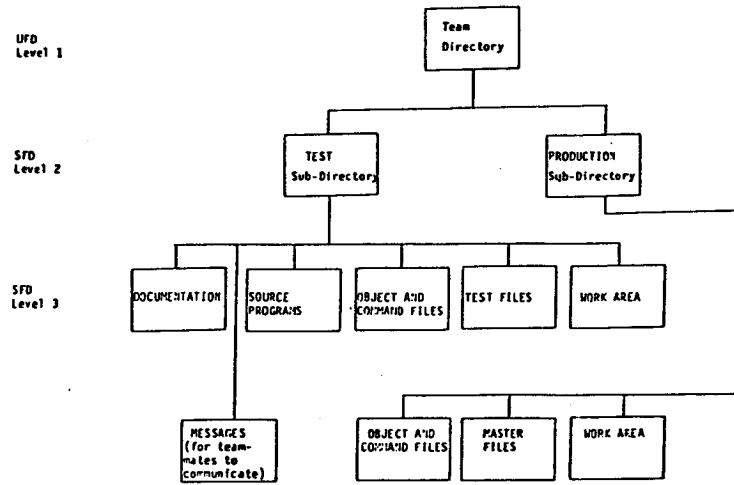 UFD
Level 1
Team
Directory
SFD
Level 2
TEST
Sub-Directory
PRODUCTION
Sub-Directory
SFD
Level 3
DOCUMENTATION
SOURCE
PROGRAMS
OBJECT AND
COMMAND FILES
TEST FILES
WORK AREA
MESSAGES
(for team-
mates to
communicate)
OBJECT AND
COMMAND FILES
MASTER
FILES
WORK AREA